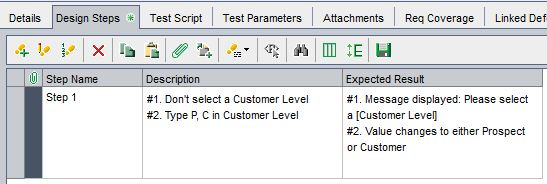 Details Design Steps * Test Script Test Parameters Attachments Req Coverage Linked Def
Step Name Description Expected Result
Step 1 #1. Don't select a Customer Level #1. Message displayed: Please select
#2. Type P, C in Customer Level a [Customer Level]
#2. Value changes to either Prospect
or Customer